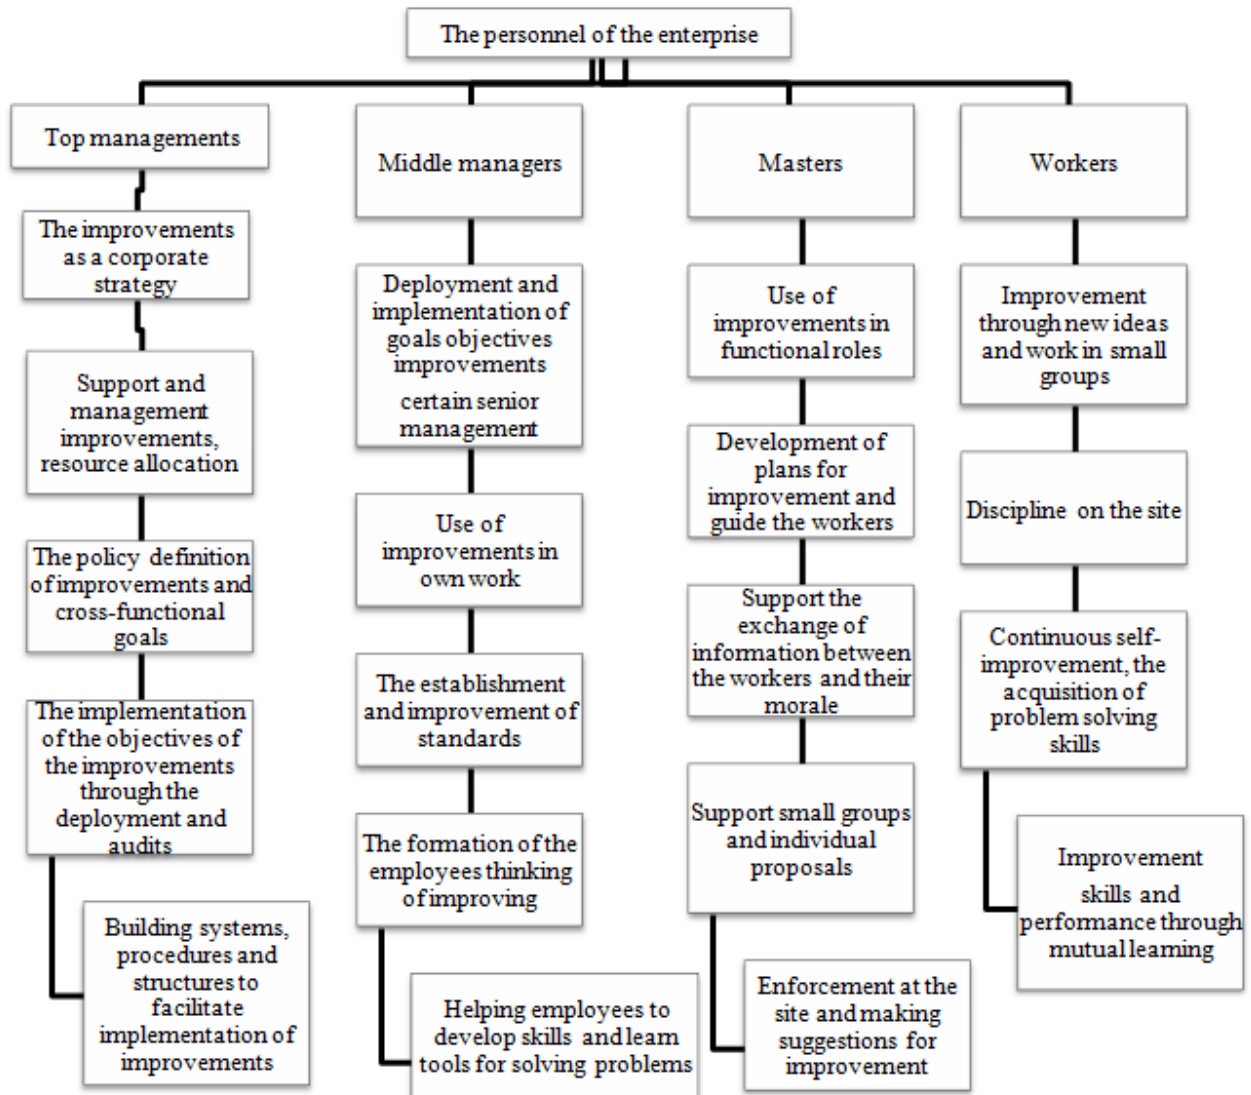 The personnel of the enterprise
Top managements
The improvements
as a corporate
strategy
Support and
management
improvements,
resource allocation
The policy definition
of improvements and
cross-functional
goals
The implementation
of the objectives of
the improvements
through the
deployment and
audits
Building systems,
procedures and
structures to
facilitate
implementation of
improvements
Middle managers
Deployment and
implementation of
goals objectives
improvements
certain senior
management
Use of
improvements in
own work
The establishment
and improvement of
standards
The formation of the
employees thinking
of improving
Helping employees to
develop skills and learn
tools for solving problems
Masters
Use of
improvements in
functional roles
Development of
plans for
improvement and
guide the workers
Support the
exchange of
information between
the workers and their
morale
Support small groups
and individual
proposals
Enforcement at the
site and making
suggestions for
improvement
Workers
Improvement
through new ideas
and work in small
groups
Discipline on the site
Continuous self-
improvement, the
acquisition of
problem solving
skills
Improvement
skills and
performance through
mutual learning